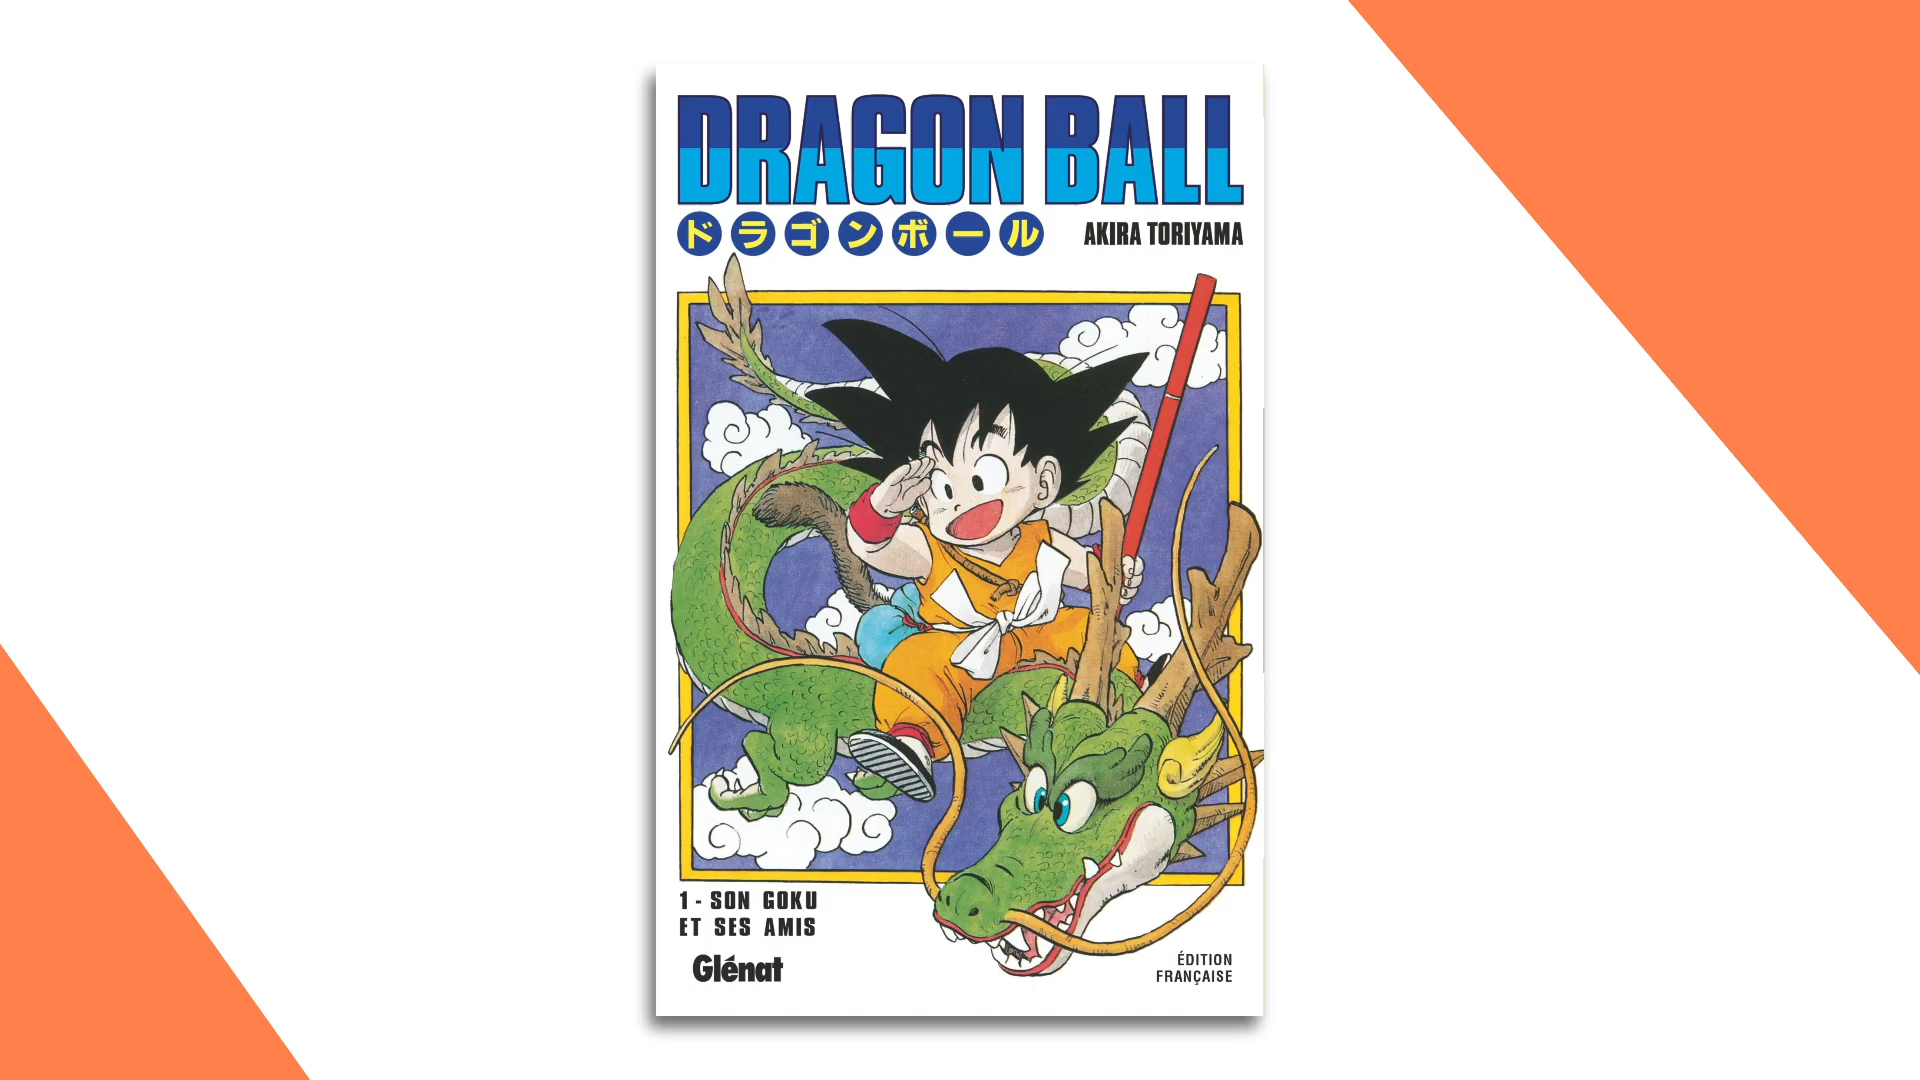 DRAGON BALL
ドラゴンボール
AKIRA TORIYAMA
1 - SON GOKU
ET SES AMIS
Glénat
ÉDITION
FRANÇAISE